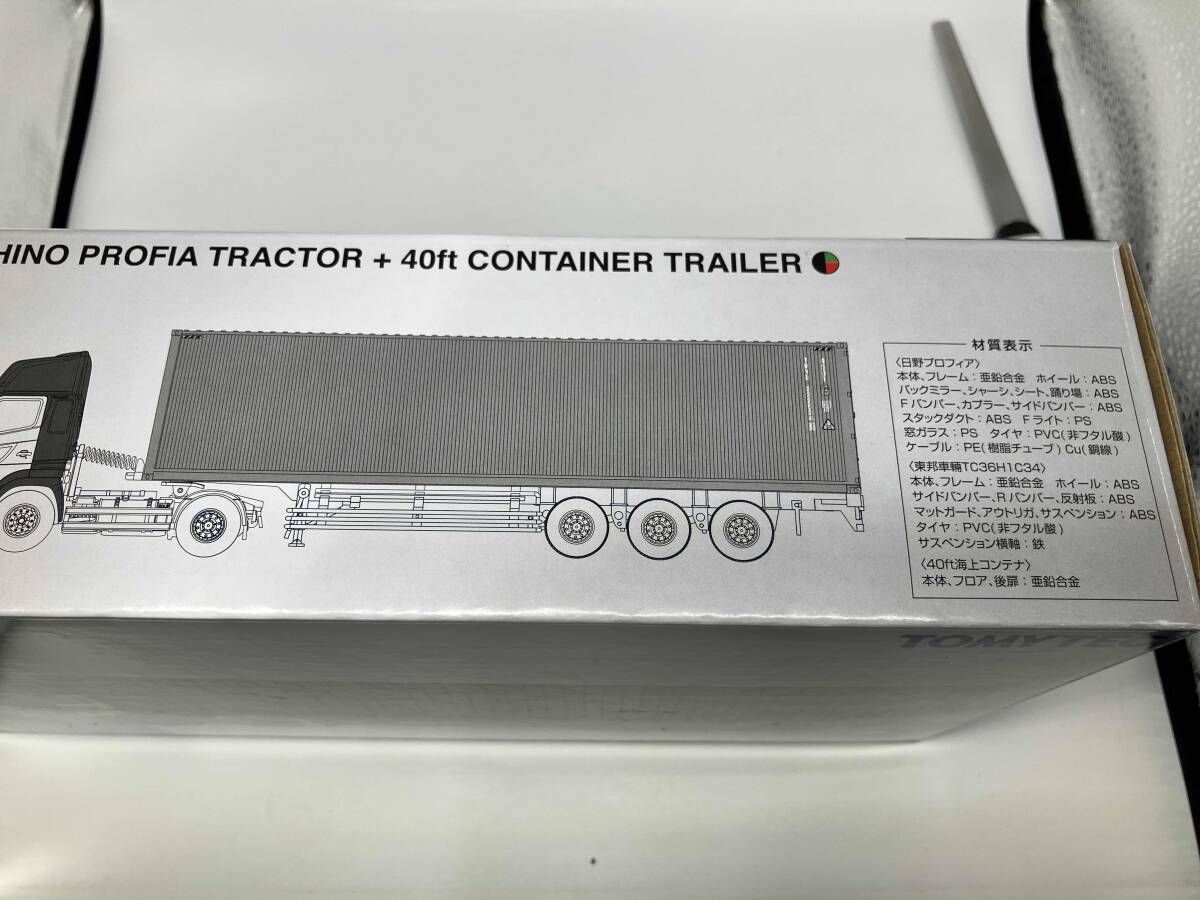 HINO PROFIA TRACTOR + 40ft CONTAINER TRAILER
材質表示
〈日野プロフィア〉
本体、フレーム：亜鉛合金 ホイール：ABS
バックミラー、シャーシ、シート、踊り場：ABS
Fバンパー、カプラー、サイドバンパー：ABS
スタックダクト：ABS Fライト：PS
窓ガラス：PS タイヤ：PVC(非フタル酸)
ケーブル：PE(樹脂チューブ) Cu(銅線)
〈東邦車輛TC36H1C34〉
本体、フレーム：亜鉛合金 ホイール：ABS
サイドバンパー、Rバンパー、反射板：ABS
マットガード、アウトリガ、サスペンション：ABS
タイヤ：PVC(非フタル酸)
サスペンション横軸：鉄
〈40ft海上コンテナ〉
本体、フロア、後扉：亜鉛合金
TOMYTEC